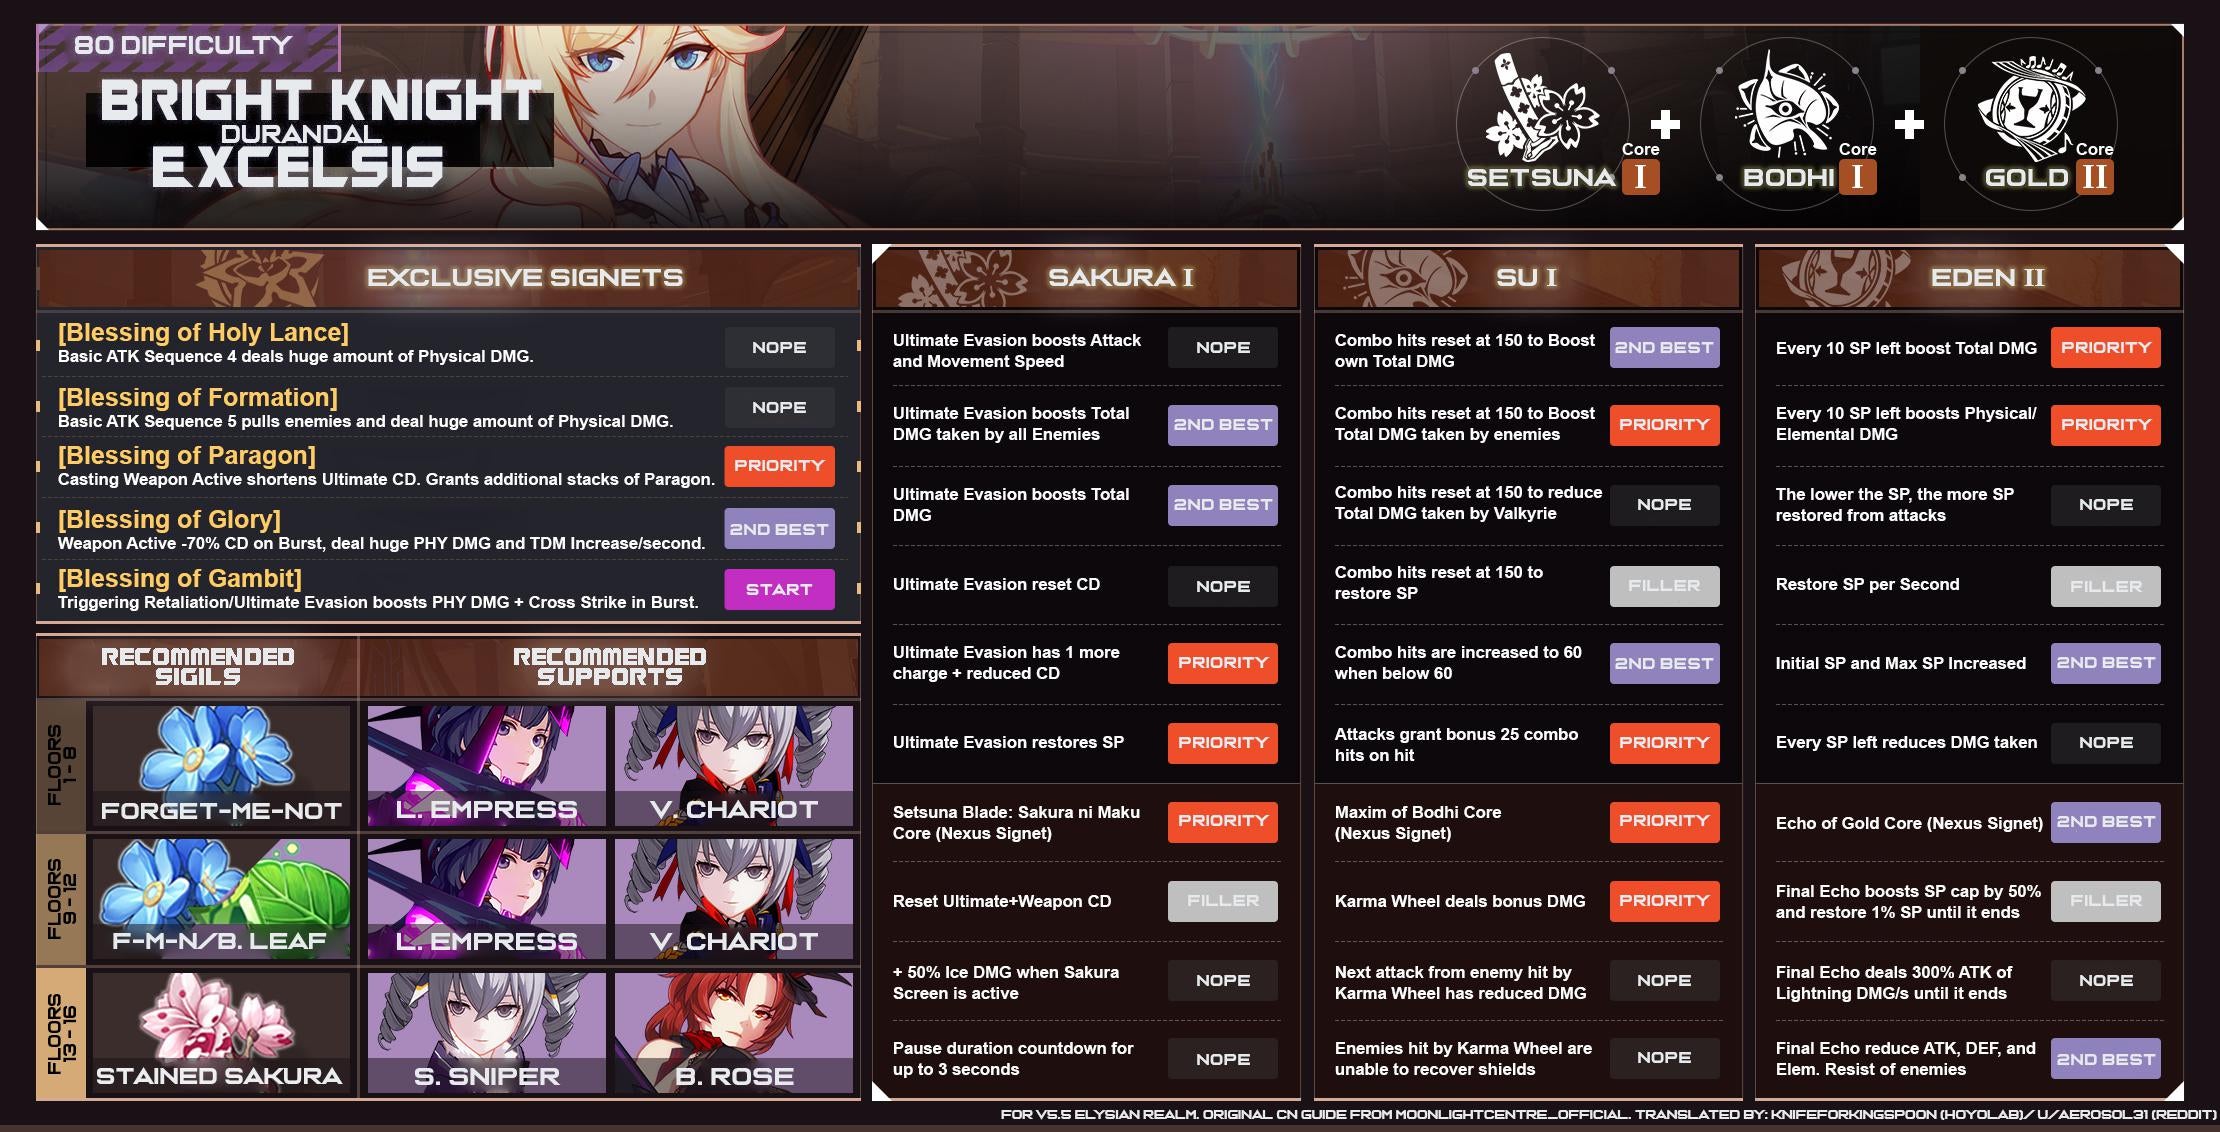 80 DIFFICULTY
BRIGHT KNIGHT
DURANDAL
EXCELSIS
SETSUNA
Core
I
BODHI
Core
I
GOLD
Core
II
EXCLUSIVE SIGNETS
[Blessing of Holy Lance]
Basic ATK Sequence 4 deals huge amount of Physical DMG.
NOPE
[Blessing of Formation]
Basic ATK Sequence 5 pulls enemies and deal huge amount of Physical DMG.
NOPE
[Blessing of Paragon]
Casting Weapon Active shortens Ultimate CD. Grants additional stacks of Paragon.
PRIORITY
[Blessing of Glory]
Weapon Active -70% CD on Burst, deal huge PHY DMG and TDM Increase/second.
2ND BEST
[Blessing of Gambit]
Triggering Retaliation/Ultimate Evasion boosts PHY DMG + Cross Strike in Burst.
START
RECOMMENDED
SIGILS
RECOMMENDED
SUPPORTS
FLOORS
1-8
FORGET-ME-NOT
L. EMPRESS
V. CHARIOT
FLOORS
9-12
F-M-N/B. LEAF
L. EMPRESS
V. CHARIOT
FLOORS
13-16
STAINED SAKURA
S. SNIPER
B. ROSE
SAKURA I
Ultimate Evasion boosts Attack
and Movement Speed
NOPE
Ultimate Evasion boosts Total
DMG taken by all Enemies
2ND BEST
Ultimate Evasion boosts Total
DMG
2ND BEST
Ultimate Evasion reset CD
NOPE
Ultimate Evasion has 1 more
charge + reduced CD
PRIORITY
Ultimate Evasion restores SP
PRIORITY
Setsuna Blade: Sakura ni Maku
Core (Nexus Signet)
PRIORITY
Reset Ultimate+Weapon CD
FILLER
+ 50% Ice DMG when Sakura
Screen is active
NOPE
Pause duration countdown for
up to 3 seconds
NOPE
SU I
Combo hits reset at 150 to Boost
own Total DMG
2ND BEST
Combo hits reset at 150 to Boost
Total DMG taken by enemies
PRIORITY
Combo hits reset at 150 to reduce
Total DMG taken by Valkyrie
NOPE
Combo hits reset at 150 to
restore SP
FILLER
Combo hits are increased to 60
when below 60
2ND BEST
Attacks grant bonus 25 combo
hits on hit
PRIORITY
Maxim of Bodhi Core
(Nexus Signet)
PRIORITY
Karma Wheel deals bonus DMG
PRIORITY
Next attack from enemy hit by
Karma Wheel has reduced DMG
NOPE
Enemies hit by Karma Wheel are
unable to recover shields
NOPE
EDEN II
Every 10 SP left boost Total DMG
PRIORITY
Every 10 SP left boosts Physical/
Elemental DMG
PRIORITY
The lower the SP, the more SP
restored from attacks
NOPE
Restore SP per Second
FILLER
Initial SP and Max SP Increased
2ND BEST
Every SP left reduces DMG taken
NOPE
Echo of Gold Core (Nexus Signet)
2ND BEST
Final Echo boosts SP cap by 50%
and restore 1% SP until it ends
FILLER
Final Echo deals 300% ATK of
Lightning DMG/s until it ends
NOPE
Final Echo reduce ATK, DEF, and
Elem. Resist of enemies
2ND BEST
FOR V5.5 ELYSIAN REALM. ORIGINAL CN GUIDE FROM MOONLIGHTCENTRE_OFFICIAL. TRANSLATED BY: KNIFEFORKINGSPOON (HOYOLAB)/ U/AEROSOL31 (REDDIT)